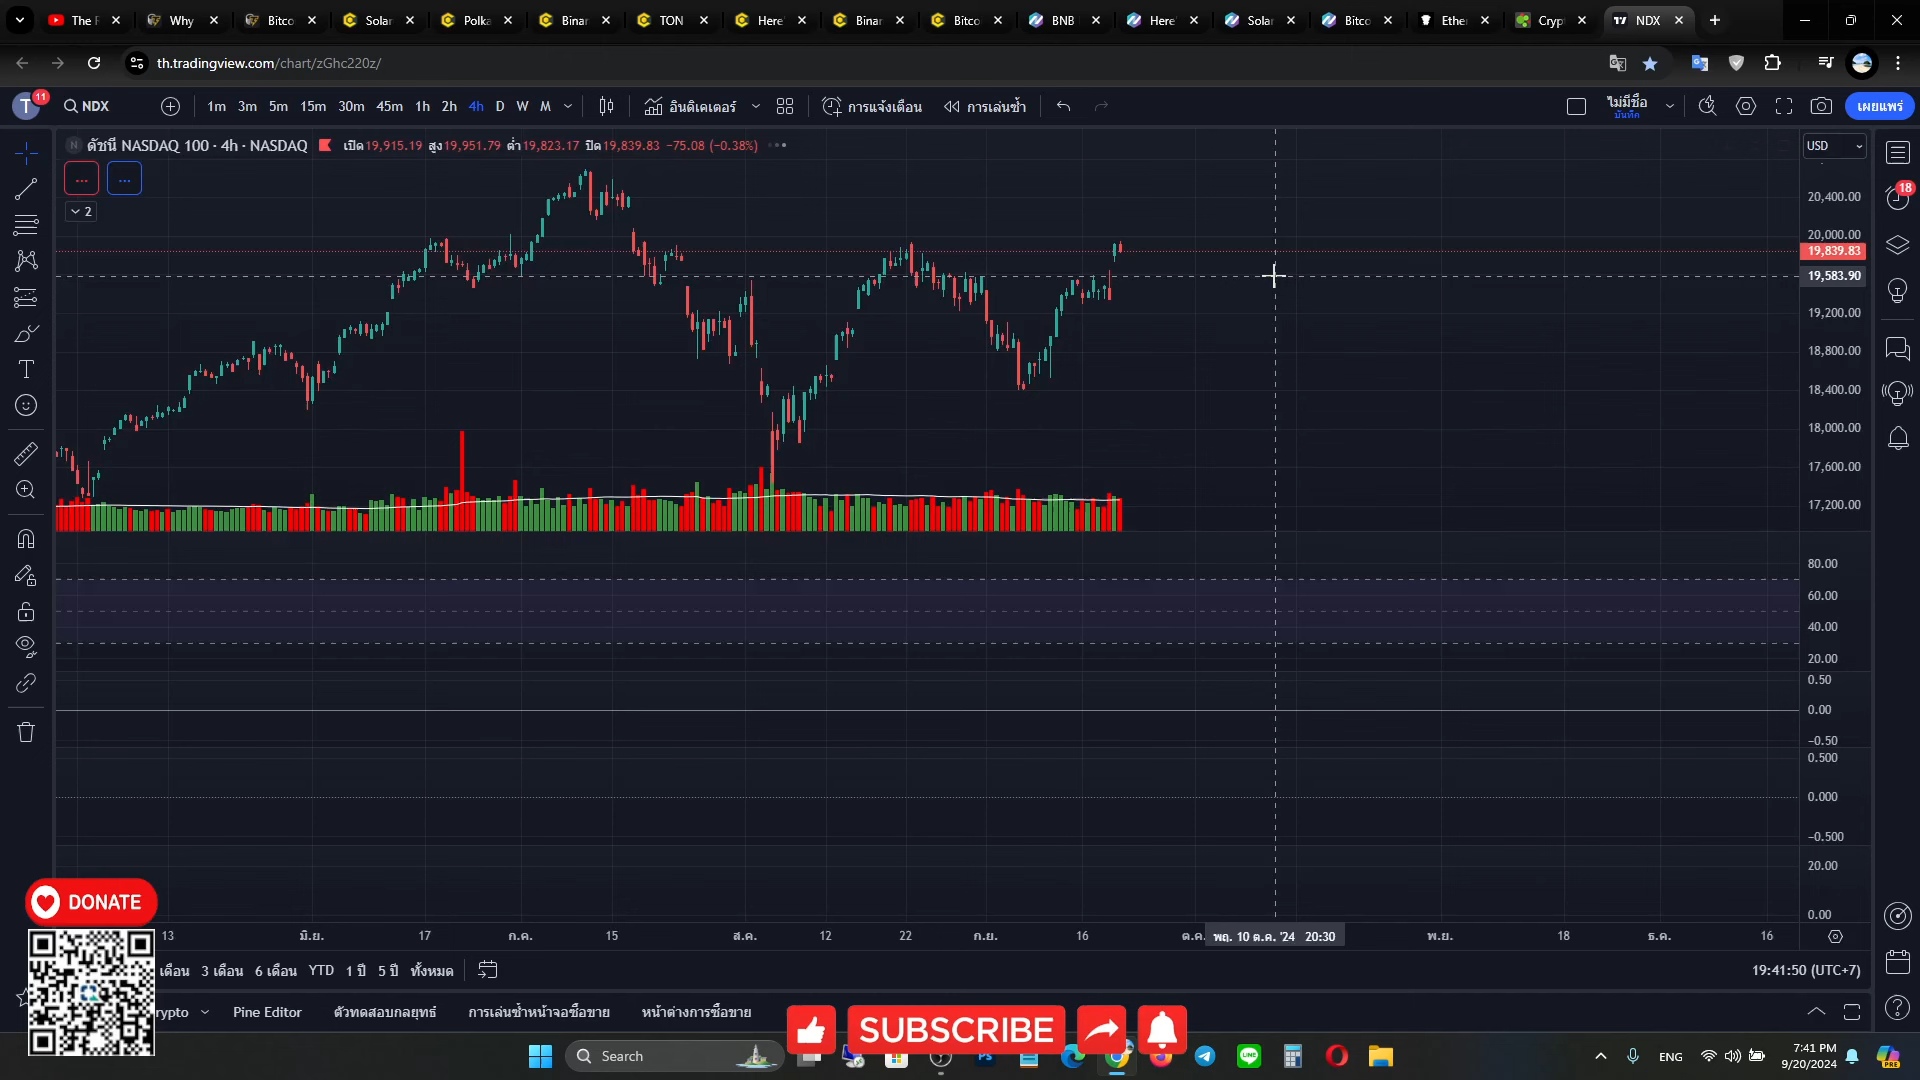 The F
Why
Bitco
Solar
Polka
Binar
TON
Here'
Binar
Bitco
BNB
Here'
Solar
Bitco
Ether
Cryp
NDX
th.tradingview.com/chart/zGhc220z/
T 11
NDX
1m 3m 5m 15m 30m 45m 1h 2h 4h D W M
อินดิเคเตอร์
การแจ้งเตือน
การเล่นซ้ำ
ไม่มีชื่อ
บันทึก
เผยแพร่
ดัชนี NASDAQ 100 · 4h · NASDAQ
เปิด19,915.19 สูง19,951.79 ต่ำ19,823.17 ปิด19,839.83 −75.08 (−0.38%)
USD
2
18
20,400.00
20,000.00
19,839.83
19,583.90
19,200.00
18,800.00
18,400.00
18,000.00
17,600.00
17,200.00
80.00
60.00
40.00
20.00
0.50
0.00
−0.50
0.500
0.000
−0.500
20.00
0.00
DONATE
13 มิ.ย. 17 ก.ค. 15 ส.ค. 12 22 ก.ย. 16 ต.ค. พฤ. 10 ต.ค. '24 20:30 พ.ย. 18 ธ.ค. 16
เดือน 3 เดือน 6 เดือน YTD 1 ปี 5 ปี ทั้งหมด
19:41:50 (UTC+7)
rypto Pine Editor ตัวทดสอบกลยุทธ์ การเล่นซ้ำหน้าจอซื้อขาย หน้าต่างการซื้อขาย
SUBSCRIBE
Search
Ps
LINE
ENG
7:41 PM
9/20/2024
PRE